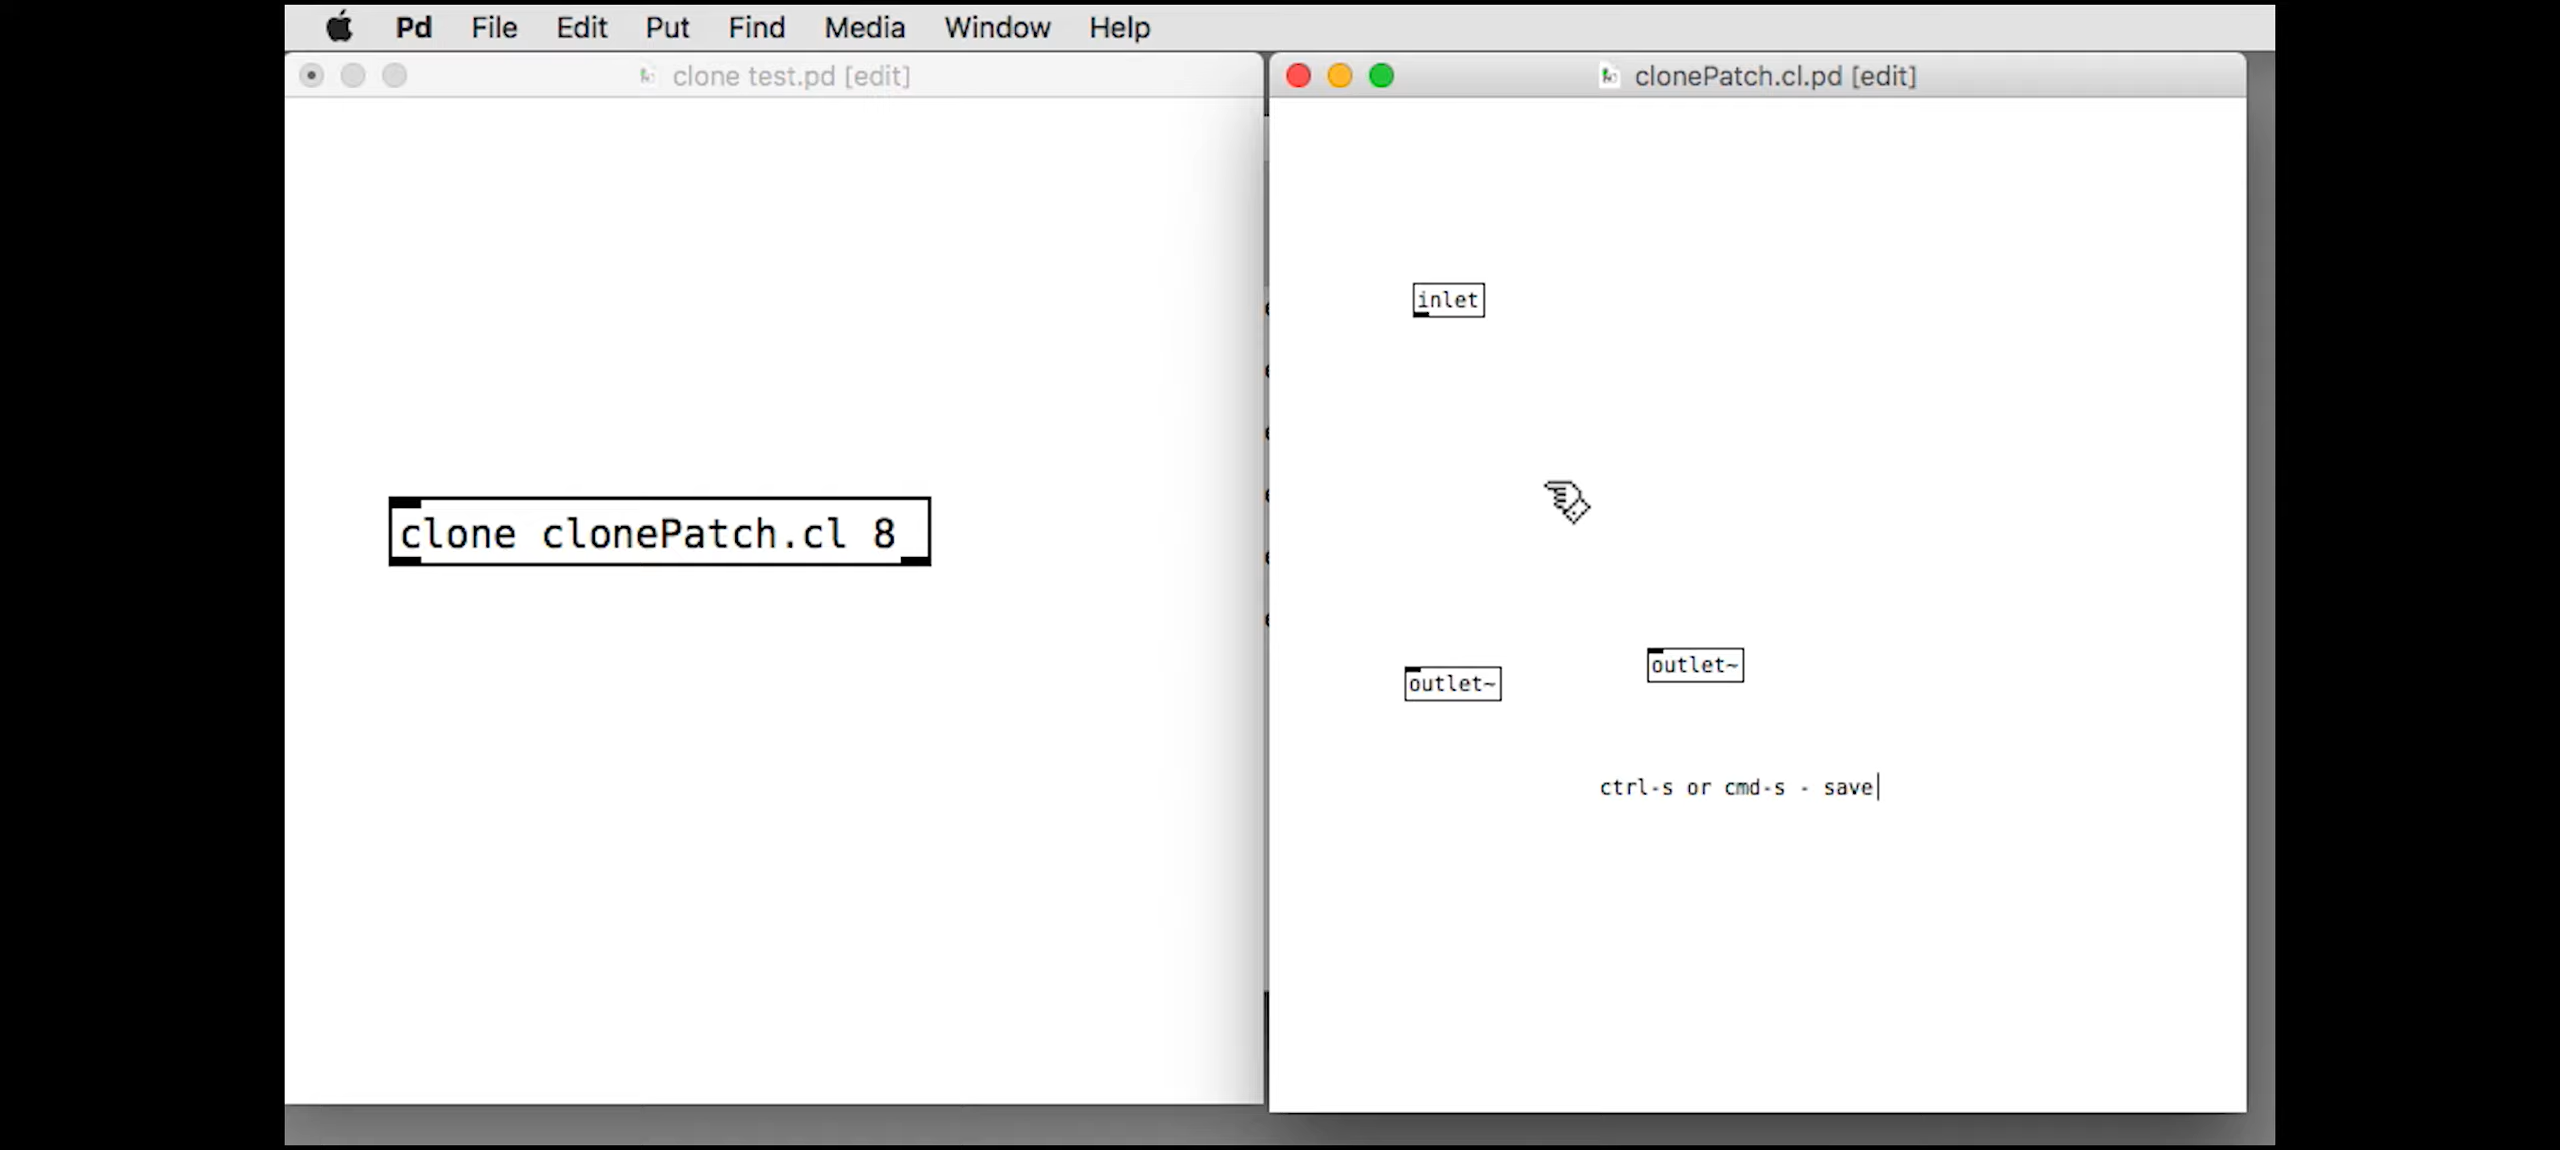 Pd File Edit Put Find Media Window Help
clone test.pd [edit]
clonePatch.cl.pd [edit]
inlet
clone clonePatch.cl 8
outlet~
outlet~
ctrl-s or cmd-s - save